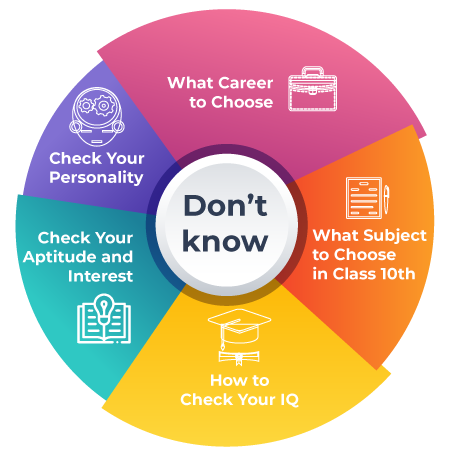 Don't
know
What Career
to Choose
What Subject
to Choose
in Class 10th
How to
Check Your IQ
Check Your
Aptitude and
Interest
Check Your
Personality